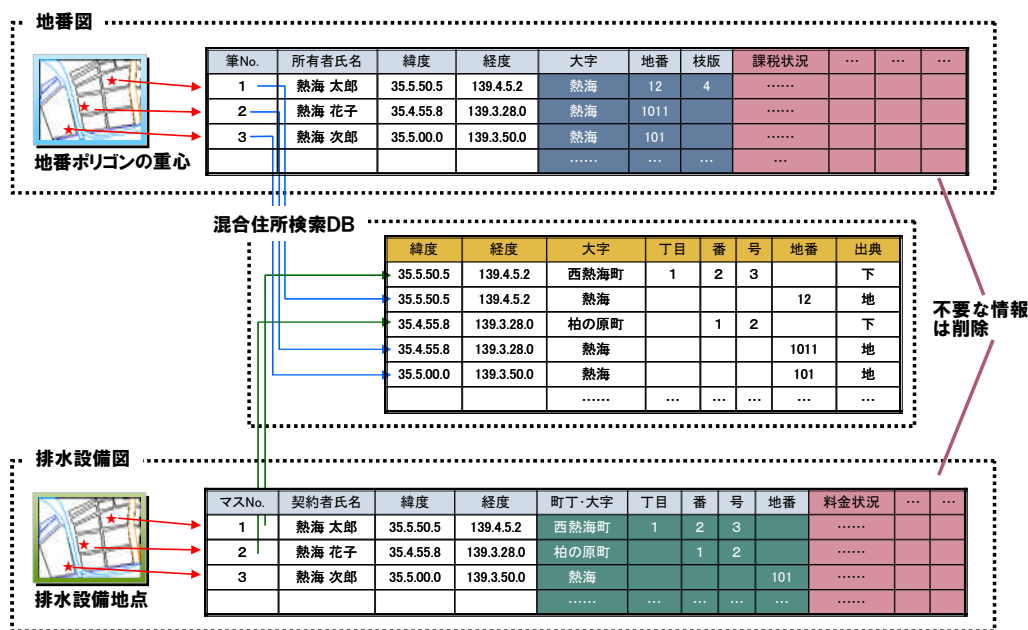 地番図
筆No. 所有者氏名 緯度 経度 大字 地番 枝版 課税状況 … … …
1 熱海 太郎 35.5.50.5 139.4.5.2 熱海 12 4 ……
2 熱海 花子 35.4.55.8 139.3.28.0 熱海 1011 ……
3 熱海 次郎 35.5.00.0 139.3.50.0 熱海 101 ……
…… … … …
地番ポリゴンの重心
混合住所検索DB
緯度 経度 大字 丁目 番 号 地番 出典
35.5.50.5 139.4.5.2 西熱海町 1 2 3 下
35.5.50.5 139.4.5.2 熱海 12 地
35.4.55.8 139.3.28.0 柏の原町 1 2 下
35.4.55.8 139.3.28.0 熱海 1011 地
35.5.00.0 139.3.50.0 熱海 101 地
…… … … … … …
不要な情報
は削除
排水設備図
マスNo. 契約者氏名 緯度 経度 町丁・大字 丁目 番 号 地番 料金状況 … …
1 熱海 太郎 35.5.50.5 139.4.5.2 西熱海町 1 2 3 ……
2 熱海 花子 35.4.55.8 139.3.28.0 柏の原町 1 2 ……
3 熱海 次郎 35.5.00.0 139.3.50.0 熱海 101 ……
…… … … … … ……
排水設備地点